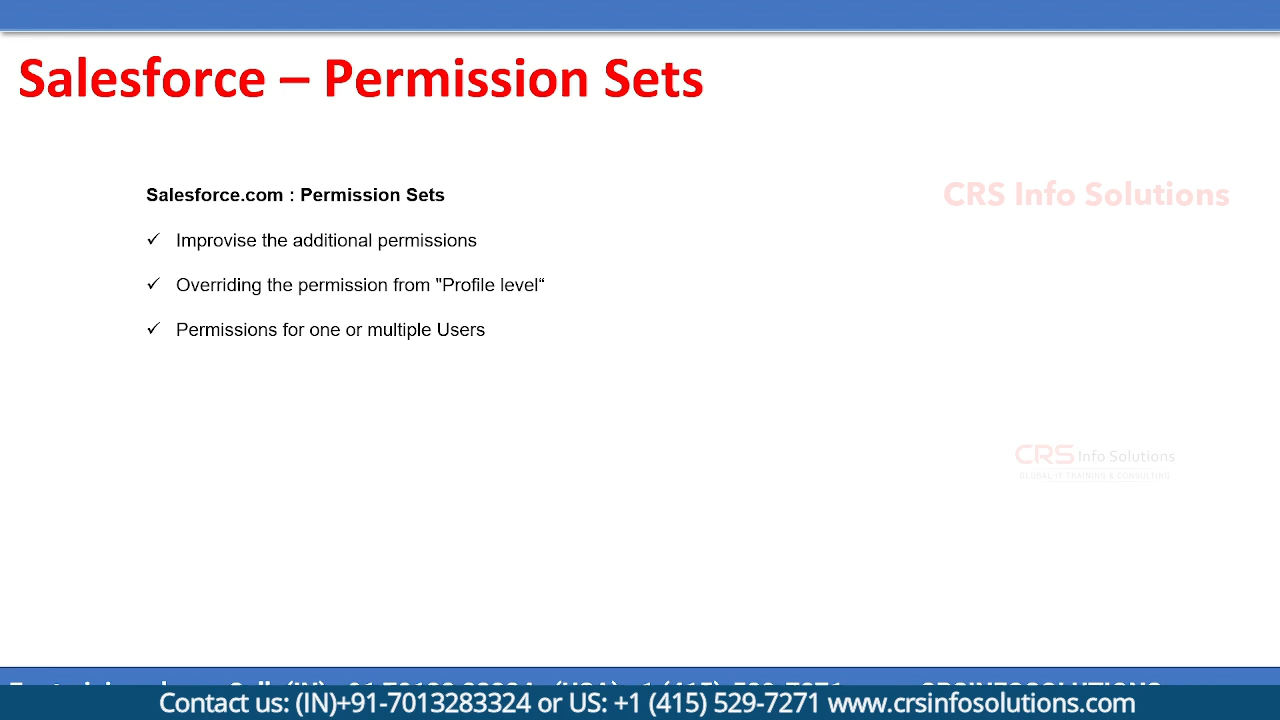 Salesforce – Permission Sets
Salesforce.com : Permission Sets
CRS Info Solutions
✓ Improvise the additional permissions
✓ Overriding the permission from "Profile level“
✓ Permissions for one or multiple Users
CRS Info Solutions
GLOBAL IT TRAINING & CONSULTING
Contact us: (IN)+91-7013283324 or US: +1 (415) 529-7271 www.crsinfosolutions.com